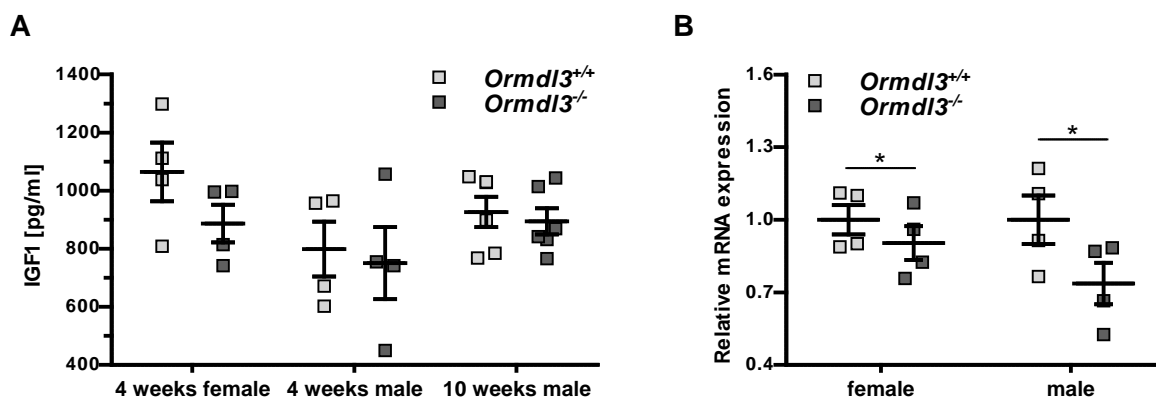 A
IGF1 [pg/ml]
1400
1200
1000
800
600
400
Ormdl3+/+
Ormdl3-/-
4 weeks female
4 weeks male
10 weeks male
B
Relative mRNA expression
1.6
1.3
1.0
0.7
0.4
Ormdl3+/+
Ormdl3-/-
*
*
female
male